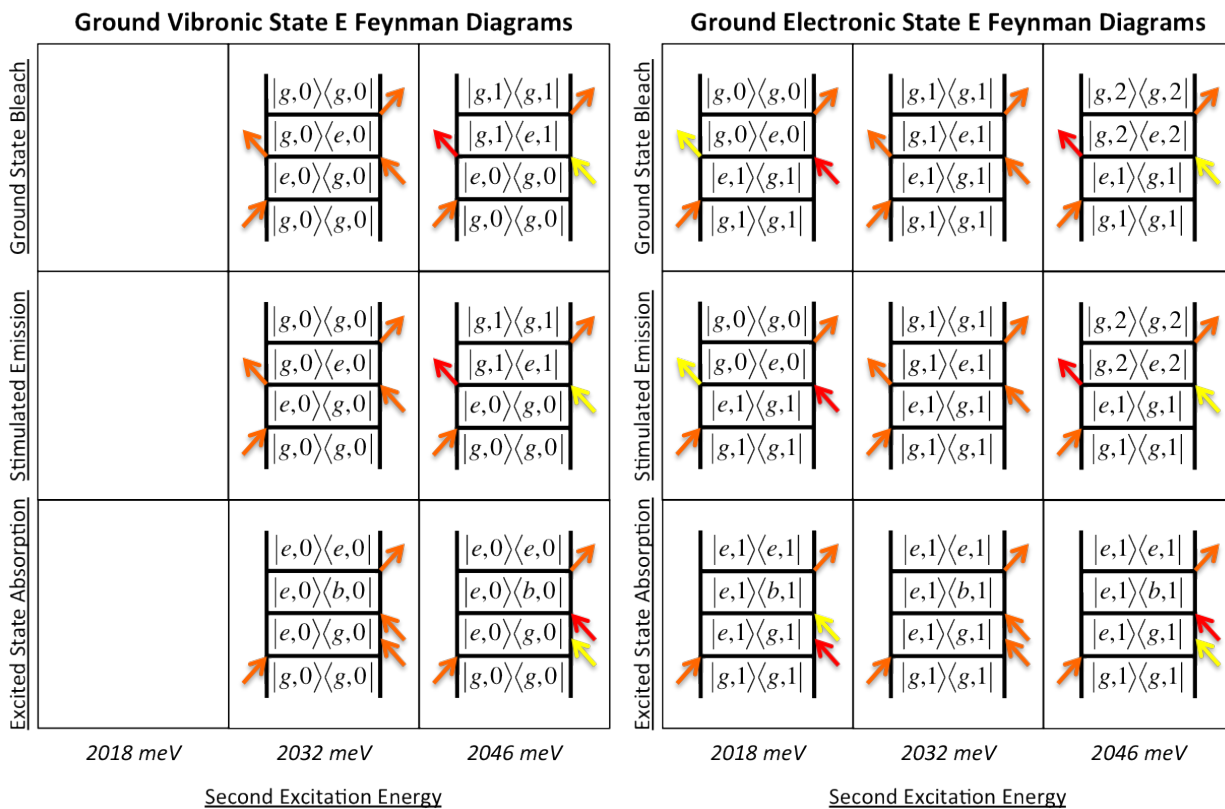 Ground Vibronic State E Feynman Diagrams
Ground State Bleach
|g,0⟩⟨g,0|
|g,0⟩⟨e,0|
|e,0⟩⟨g,0|
|g,0⟩⟨g,0|
|g,1⟩⟨g,1|
|g,1⟩⟨e,1|
|e,0⟩⟨g,0|
|g,0⟩⟨g,0|
Stimulated Emission
|g,0⟩⟨g,0|
|g,0⟩⟨e,0|
|e,0⟩⟨g,0|
|g,0⟩⟨g,0|
|g,1⟩⟨g,1|
|g,1⟩⟨e,1|
|e,0⟩⟨g,0|
|g,0⟩⟨g,0|
Excited State Absorption
|e,0⟩⟨e,0|
|e,0⟩⟨b,0|
|e,0⟩⟨g,0|
|g,0⟩⟨g,0|
|e,0⟩⟨e,0|
|e,0⟩⟨b,0|
|e,0⟩⟨g,0|
|g,0⟩⟨g,0|
2018 meV
2032 meV
2046 meV
Second Excitation Energy
Ground Electronic State E Feynman Diagrams
Ground State Bleach
|g,0⟩⟨g,0|
|g,0⟩⟨e,0|
|e,1⟩⟨g,1|
|g,1⟩⟨g,1|
|g,1⟩⟨g,1|
|g,1⟩⟨e,1|
|e,1⟩⟨g,1|
|g,1⟩⟨g,1|
|g,2⟩⟨g,2|
|g,2⟩⟨e,2|
|e,1⟩⟨g,1|
|g,1⟩⟨g,1|
Stimulated Emission
|g,0⟩⟨g,0|
|g,0⟩⟨e,0|
|e,1⟩⟨g,1|
|g,1⟩⟨g,1|
|g,1⟩⟨g,1|
|g,1⟩⟨e,1|
|e,1⟩⟨g,1|
|g,1⟩⟨g,1|
|g,2⟩⟨g,2|
|g,2⟩⟨e,2|
|e,1⟩⟨g,1|
|g,1⟩⟨g,1|
Excited State Absorption
|e,1⟩⟨e,1|
|e,1⟩⟨b,1|
|e,1⟩⟨g,1|
|g,1⟩⟨g,1|
|e,1⟩⟨e,1|
|e,1⟩⟨b,1|
|e,1⟩⟨g,1|
|g,1⟩⟨g,1|
|e,1⟩⟨e,1|
|e,1⟩⟨b,1|
|e,1⟩⟨g,1|
|g,1⟩⟨g,1|
2018 meV
2032 meV
2046 meV
Second Excitation Energy